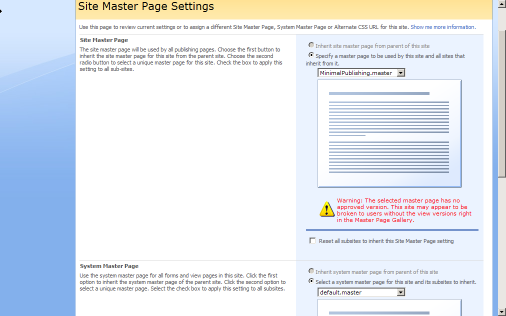 Site Master Page Settings
Use this page to review current settings or to assign a different Site Master Page, System Master Page or Alternate CSS URL for this site. Show me more information.
Site Master Page
The site master page will be used by all publishing pages. Choose the first button to
inherit the site master page for this site from the parent site. Choose the second
radio button to select a unique master page for this site. Check the box to apply this
setting to all sub-sites.
Inherit site master page from parent of this site
Specify a master page to be used by this site and all sites that
inherit from it.
MinimalPublishing.master
Warning: The selected master page has no
approved version. This site may appear to be
broken to users without the view versions right
in the Master Page Gallery.
Reset all subsites to inherit this Site Master Page setting
System Master Page
Use the system master page for all forms and view pages in this site. Click the first
option to inherit the system master page of the parent site. Click the second option to
select a unique master page. Select the check box to apply this setting to all subsites.
Inherit system master page from parent of this site
Select a system master page for this site and its subsites to inherit.
default.master